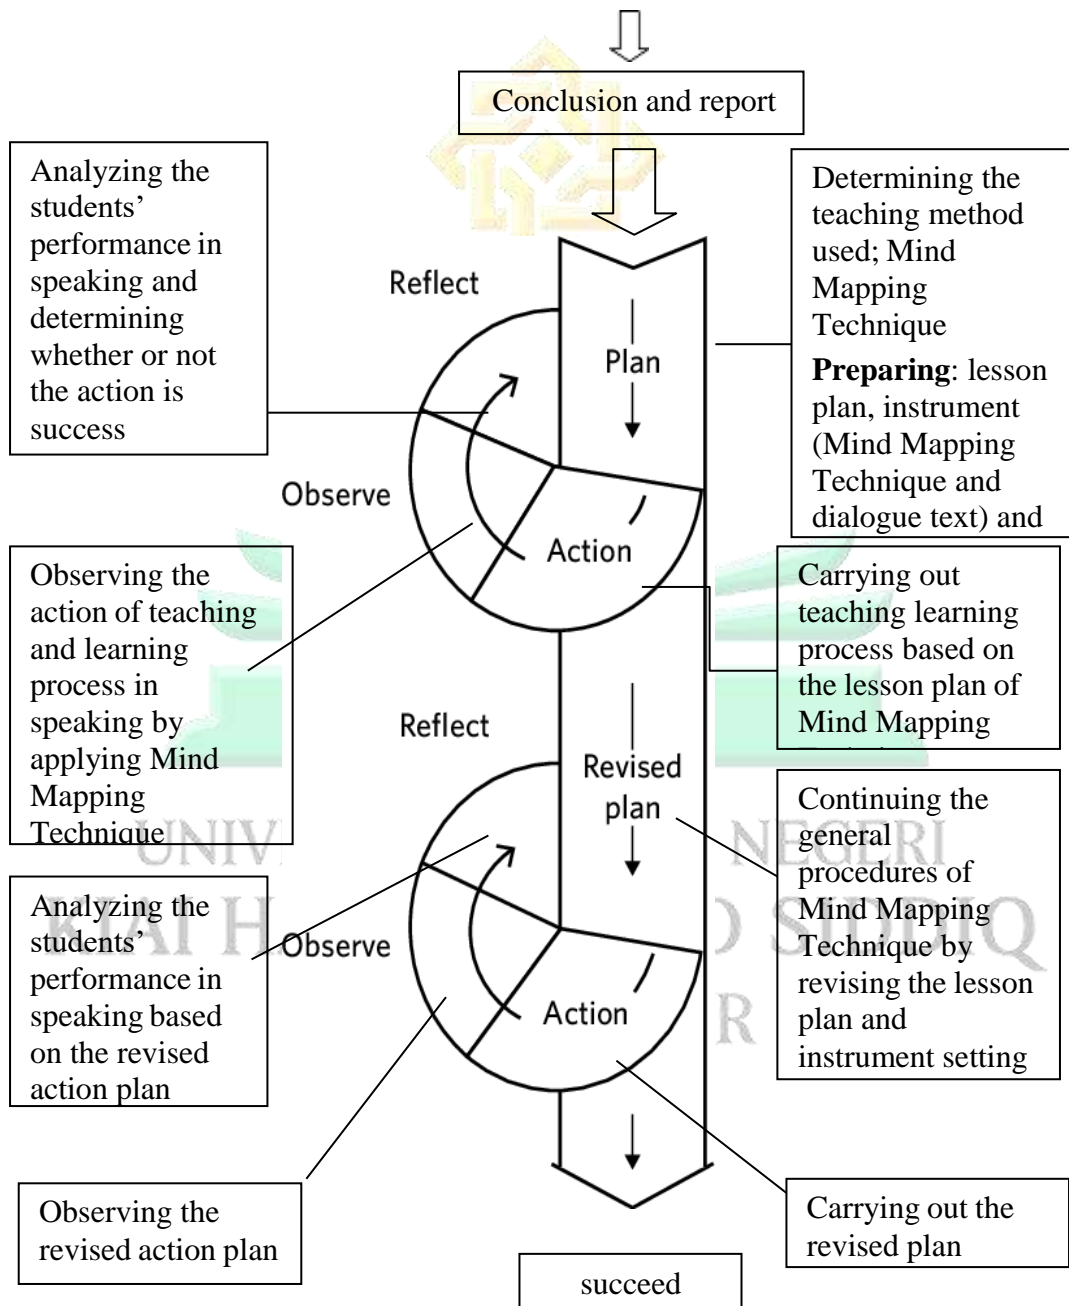 Conclusion and report
Analyzing the
students’
performance in
speaking and
determining
whether or not
the action is
success
Determining the
teaching method
used; Mind
Mapping
Technique
Preparing: lesson
plan, instrument
(Mind Mapping
Technique and
dialogue text) and
Reflect
Plan
Observe
Action
Observing the
action of teaching
and learning
process in
speaking by
applying Mind
Mapping
Technique
Carrying out
teaching learning
process based on
the lesson plan of
Mind Mapping
Reflect
Revised
plan
Continuing the
general
procedures of
Mind Mapping
Technique by
revising the lesson
plan and
instrument setting
Analyzing the
students’
performance in
speaking based
on the revised
action plan
Observe
Action
Observing the
revised action plan
Carrying out the
revised plan
succeed
UNIV NEGERI
KIAI H D SIDDIQ
R